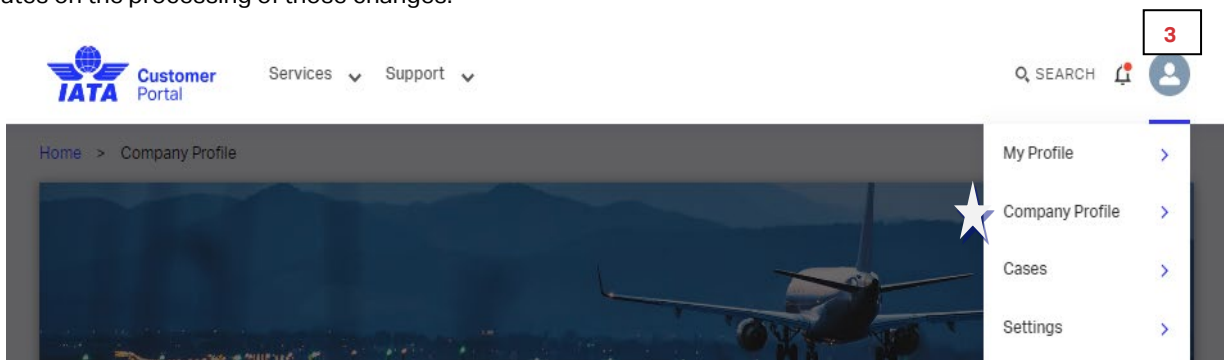 ates on the processing of those changes.
3
IATA
Customer
Portal
Services
Support
SEARCH
Home > Company Profile
My Profile >
Company Profile >
Cases >
Settings >